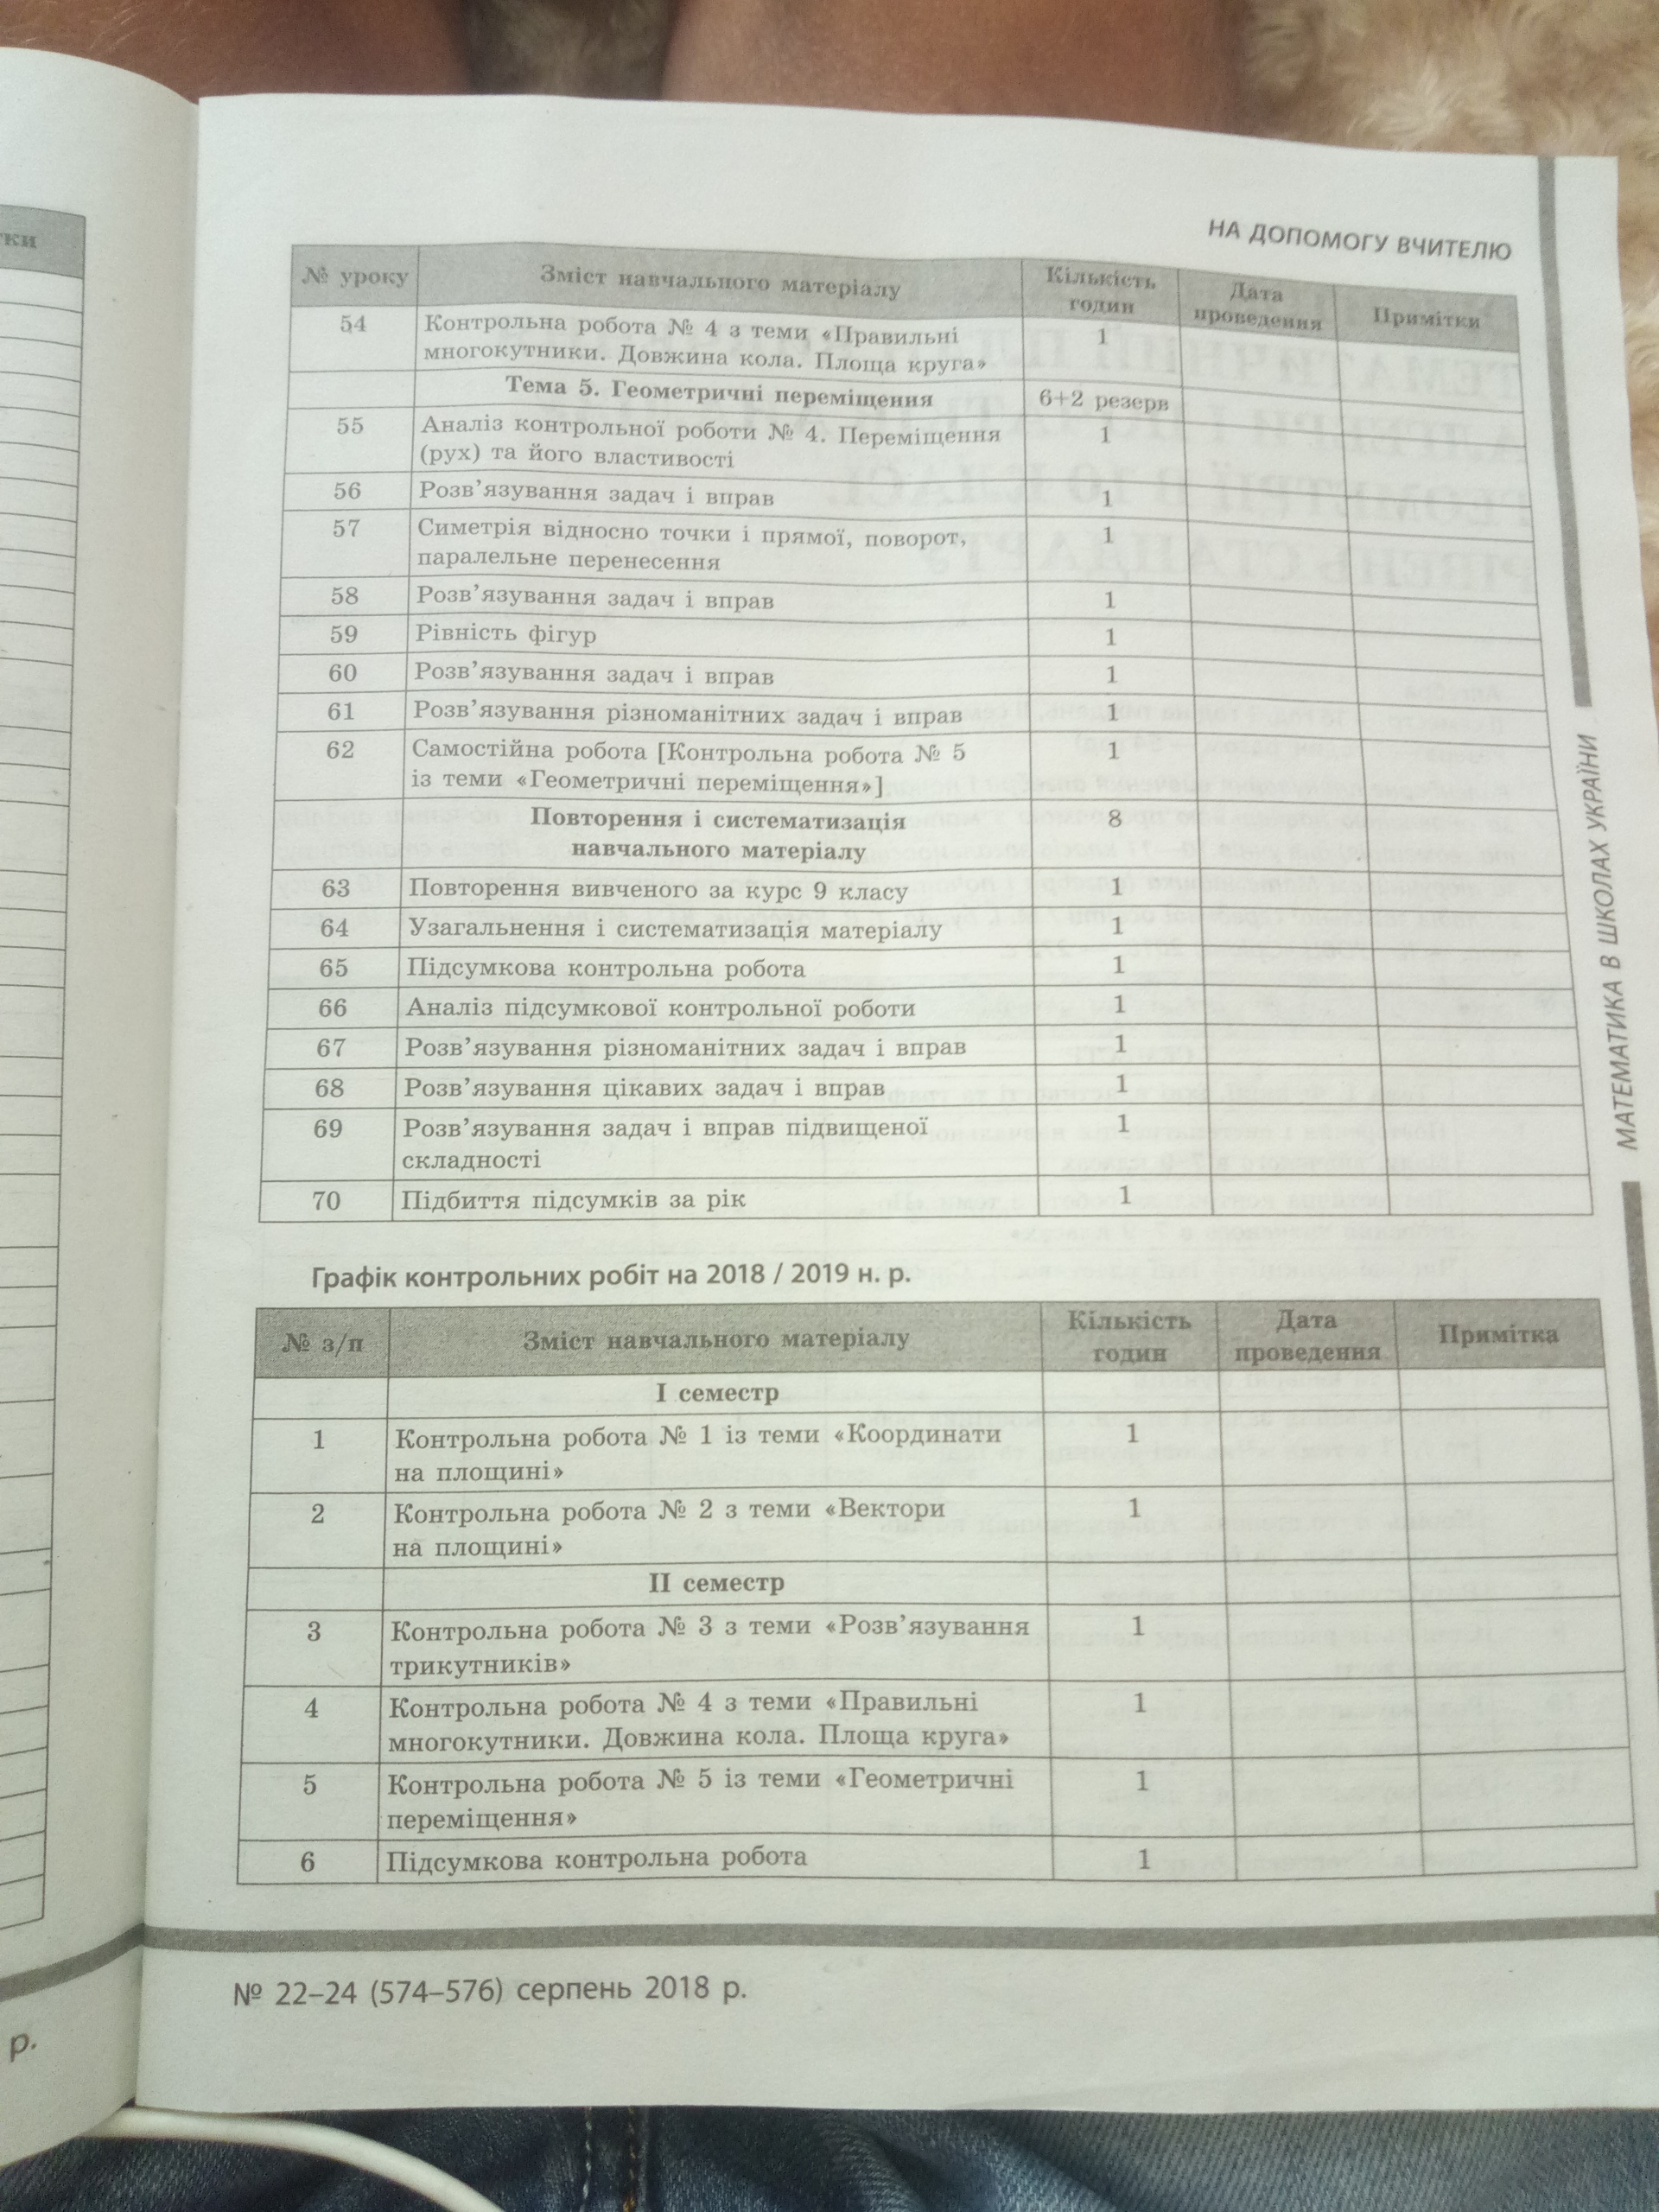 тки
НА ДОПОМОГУ ВЧИТЕЛЮ
№ уроку Зміст навчального матеріалу Кількість годин Дата проведення Примітки
54 Контрольна робота № 4 з теми «Правильні 1
многокутники. Довжина кола. Площа круга»
Тема 5. Геометричні переміщення 6+2 резерв
55 Аналіз контрольної роботи № 4. Переміщення 1
(рух) та його властивості
56 Розв’язування задач і вправ 1
57 Симетрія відносно точки і прямої, поворот, 1
паралельне перенесення
58 Розв’язування задач і вправ 1
59 Рівність фігур 1
60 Розв’язування задач і вправ 1
61 Розв’язування різноманітних задач і вправ 1
62 Самостійна робота [Контрольна робота № 5 1
із теми «Геометричні переміщення»]
Повторення і систематизація 8
навчального матеріалу
63 Повторення вивченого за курс 9 класу 1
64 Узагальнення і систематизація матеріалу 1
65 Підсумкова контрольна робота 1
66 Аналіз підсумкової контрольної роботи 1
67 Розв’язування різноманітних задач і вправ 1
68 Розв’язування цікавих задач і вправ 1
69 Розв’язування задач і вправ підвищеної 1
складності
70 Підбиття підсумків за рік 1
МАТЕМАТИКА В ШКОЛАХ УКРАЇНИ
Графік контрольних робіт на 2018 / 2019 н. р.
№ з/п Зміст навчального матеріалу Кількість годин Дата проведення Примітка
I семестр
1 Контрольна робота № 1 із теми «Координати 1
на площині»
2 Контрольна робота № 2 з теми «Вектори 1
на площині»
II семестр
3 Контрольна робота № 3 з теми «Розв’язування 1
трикутників»
4 Контрольна робота № 4 з теми «Правильні 1
многокутники. Довжина кола. Площа круга»
5 Контрольна робота № 5 із теми «Геометричні 1
переміщення»
6 Підсумкова контрольна робота 1
№ 22–24 (574–576) серпень 2018 р.
р.